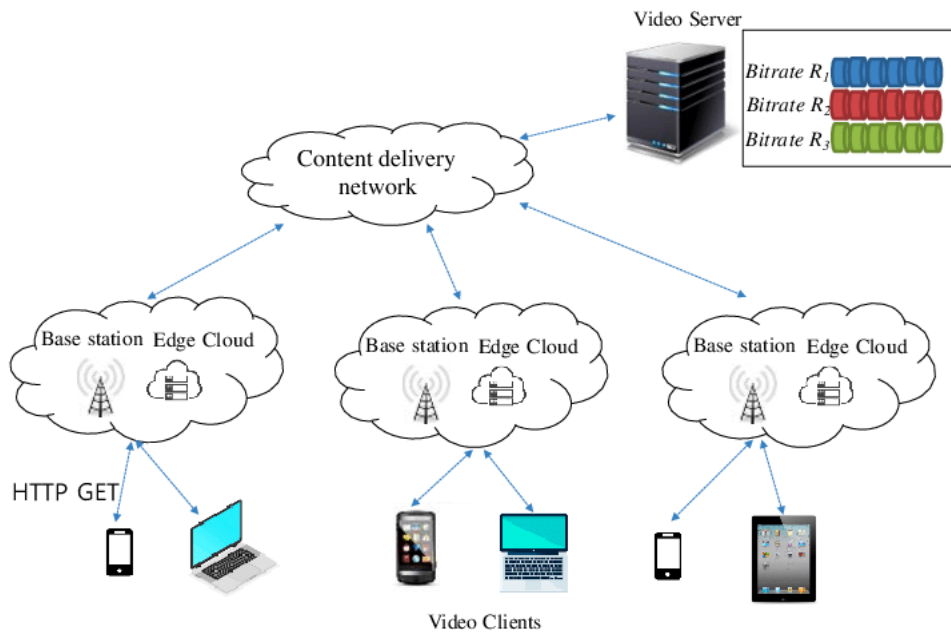 Video Server
Bitrate R1
Bitrate R2
Bitrate R3
Content delivery
network
Base station Edge Cloud
Base station Edge Cloud
Base station Edge Cloud
HTTP GET
Video Clients